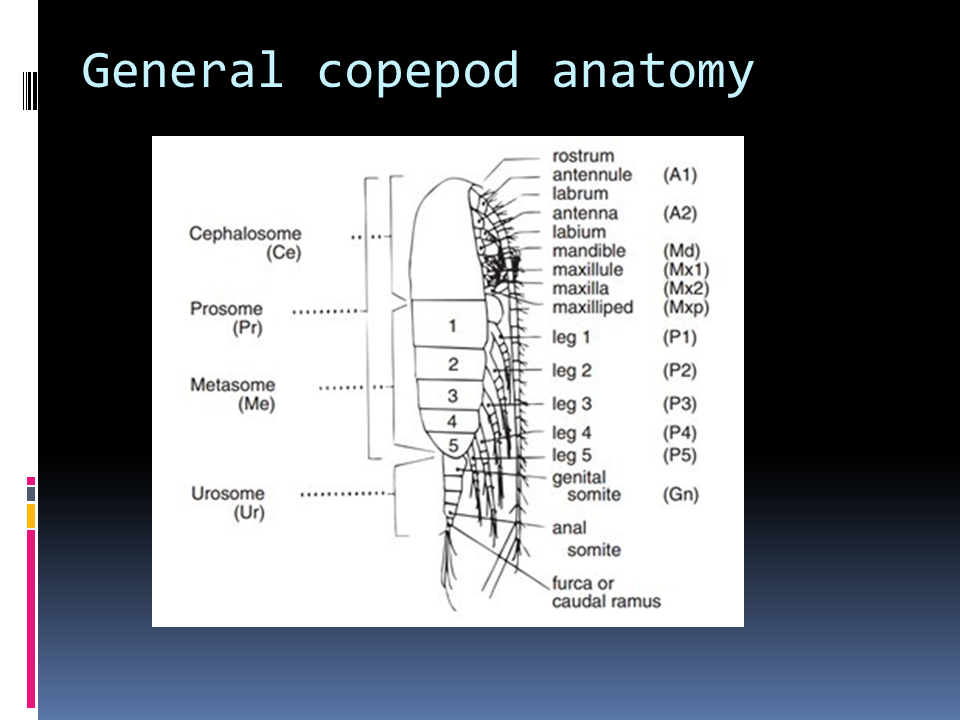 General copepod anatomy
Cephalosome
(Ce)
Prosome
(Pr)
Metasome
(Me)
Urosome
(Ur)
1
2
3
4
5
rostrum
antennule (A1)
labrum
antenna (A2)
labium
mandible (Md)
maxillule (Mx1)
maxilla (Mx2)
maxilliped (Mxp)
leg 1 (P1)
leg 2 (P2)
leg 3 (P3)
leg 4 (P4)
leg 5 (P5)
genital
somite (Gn)
anal
somite
furca or
caudal ramus